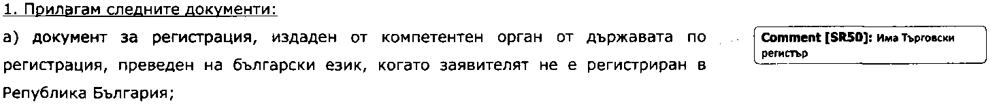 1. Прилагам следните документи:
а) документ за регистрация, издаден от компетентен орган от държавата по
регистрация, преведен на български език, когато заявителят не е регистриран в
Република България;
Comment [SR50]: Има Търговски
регистър